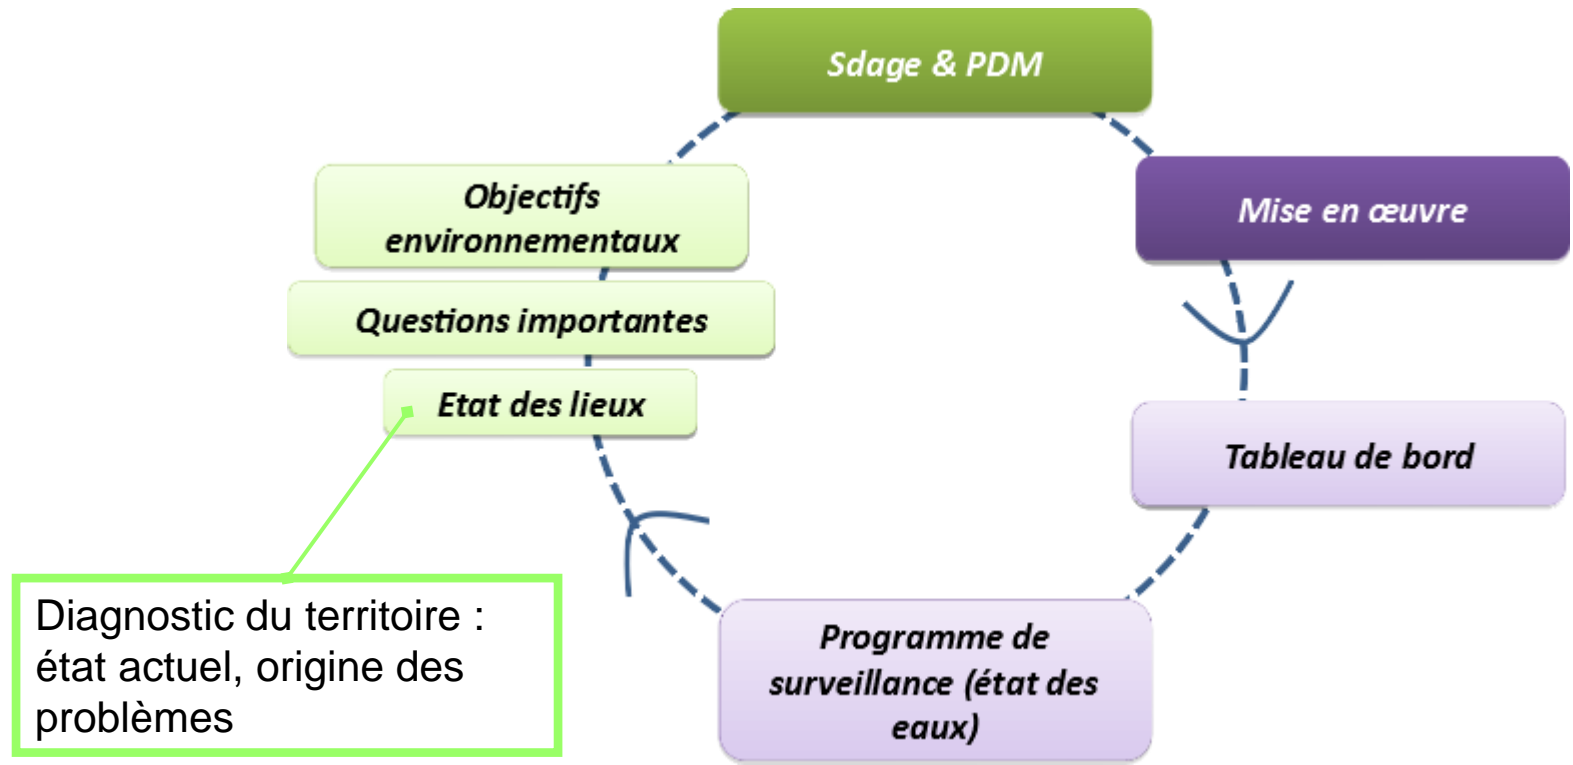 Sdage & PDM
Objectifs
environnementaux
Mise en œuvre
Questions importantes
Etat des lieux
Tableau de bord
Diagnostic du territoire :
état actuel, origine des
problèmes
Programme de
surveillance (état des
eaux)